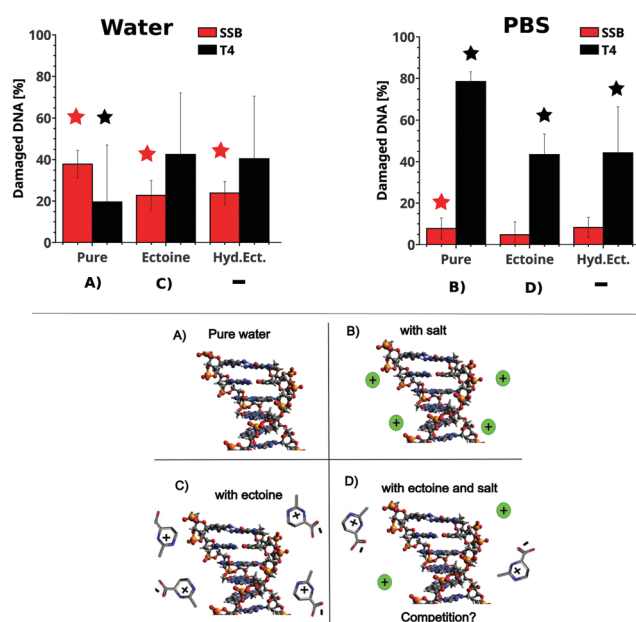 Water
SSB
T4
Damaged DNA [%]
100
80
60
40
20
0
Pure
Ectoine
Hyd.Ect.
A)
C)
–
PBS
SSB
T4
Damaged DNA [%]
100
80
60
40
20
0
Pure
Ectoine
Hyd.Ect.
B)
D)
–
A)
Pure water
B)
with salt
+
+
+
+
C)
with ectoine
+
-
+
-
+
-
+
D)
with ectoine and salt
+
-
+
+
-
+
Competition?